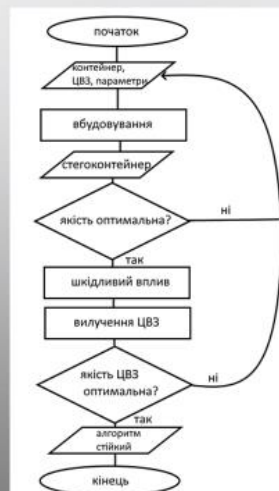 початок
контейнер,
ЦВЗ, параметри
вбудовування
стегоконтейнер
якість оптимальна?
ні
так
шкідливий вплив
вилучення ЦВЗ
якість ЦВЗ
оптимальна?
ні
так
алгоритм
стійкий
кінець